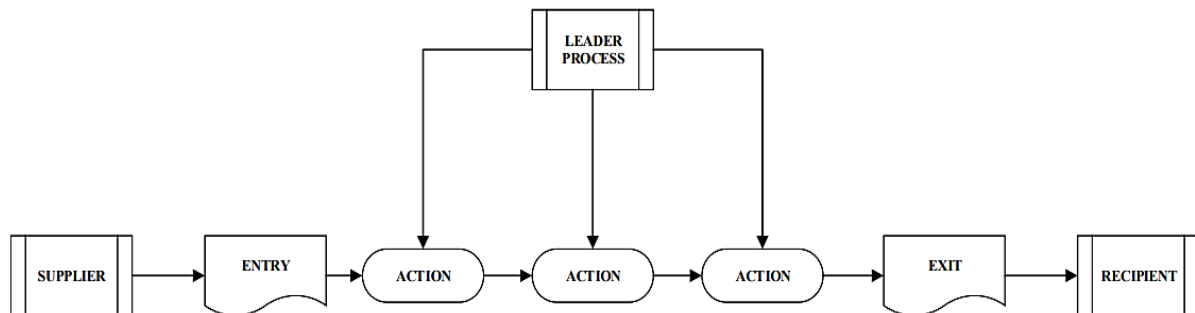 LEADER
PROCESS
SUPPLIER
ENTRY
ACTION
ACTION
ACTION
EXIT
RECIPIENT